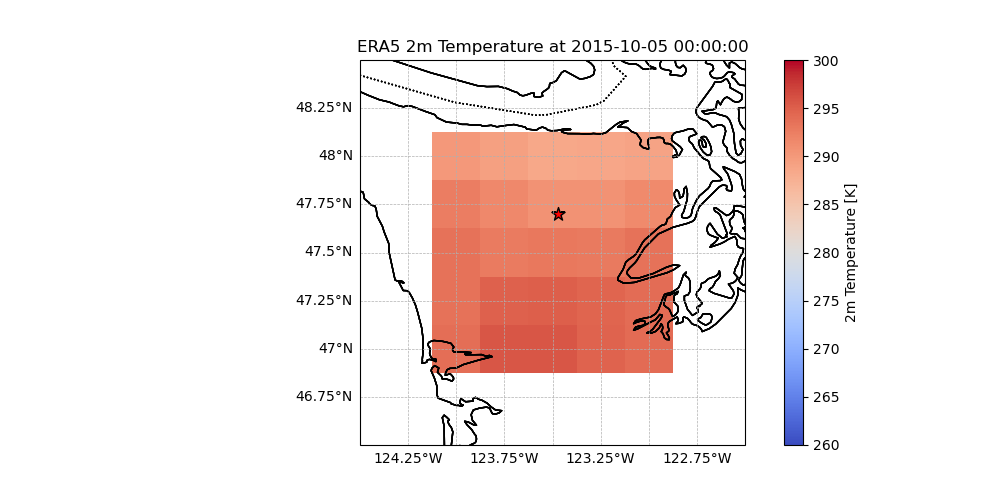 ERA5 2m Temperature at 2015-10-05 00:00:00
48.25°N
48°N
47.75°N
47.5°N
47.25°N
47°N
46.75°N
124.25°W 123.75°W 123.25°W 122.75°W
300
295
290
285
280
275
270
265
260
2m Temperature [K]